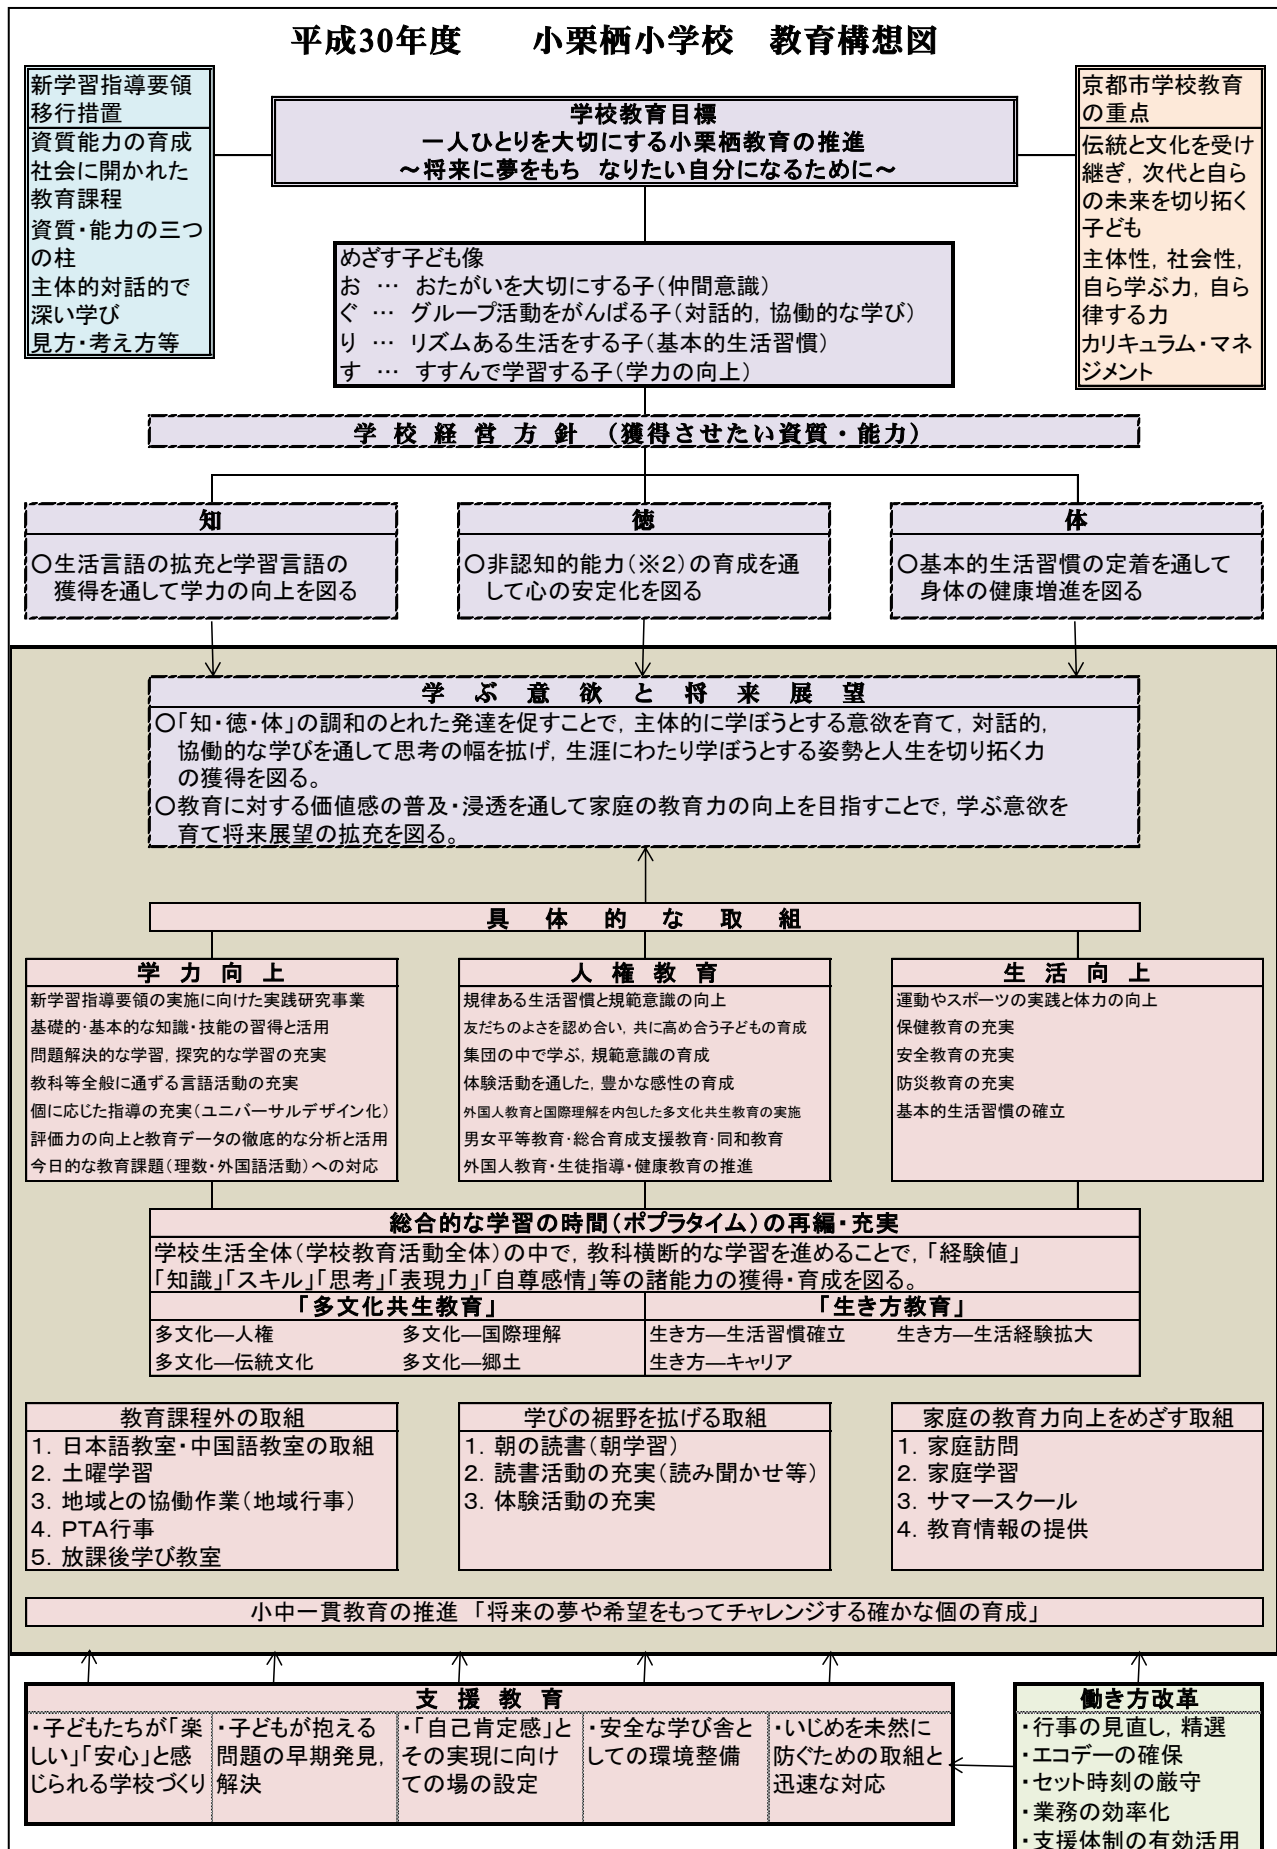 平成30年度　　小栗栖小学校　教育構想図
新学習指導要領
移行措置
資質能力の育成
社会に開かれた
教育課程
資質・能力の三つ
の柱
主体的対話的で
深い学び
見方・考え方等
学校教育目標
一人ひとりを大切にする小栗栖教育の推進
～将来に夢をもち　なりたい自分になるために～
京都市学校教育
の重点
伝統と文化を受け
継ぎ，次代と自ら
の未来を切り拓く
子ども
主体性，社会性，
自ら学ぶ力，自ら
律する力
カリキュラム・マネ
ジメント
めざす子ども像
お　…　おたがいを大切にする子（仲間意識）
ぐ　…　グループ活動をがんばる子（対話的，協働的な学び）
り　…　リズムある生活をする子（基本的生活習慣）
す　…　すすんで学習する子（学力の向上）
学校経営方針（獲得させたい資質・能力）
知
○生活言語の拡充と学習言語の
獲得を通して学力の向上を図る
徳
○非認知的能力（※２）の育成を通
して心の安定化を図る
体
○基本的生活習慣の定着を通して
身体の健康増進を図る
学ぶ意欲と将来展望
○「知・徳・体」の調和のとれた発達を促すことで，主体的に学ぼうとする意欲を育て，対話的，
協働的な学びを通して思考の幅を拡げ，生涯にわたり学ぼうとする姿勢と人生を切り拓く力
の獲得を図る。
○教育に対する価値感の普及・浸透を通して家庭の教育力の向上を目指すことで，学ぶ意欲を
育て将来展望の拡充を図る。
具体的な取組
学力向上
新学習指導要領の実施に向けた実践研究事業
基礎的・基本的な知識・技能の習得と活用
問題解決的な学習，探究的な学習の充実
教科等全般に通ずる言語活動の充実
個に応じた指導の充実（ユニバーサルデザイン化）
評価力の向上と教育データの徹底的な分析と活用
今日的な教育課題（理数・外国語活動）への対応
人権教育
規律ある生活習慣と規範意識の向上
友だちのよさを認め合い，共に高め合う子どもの育成
集団の中で学ぶ，規範意識の育成
体験活動を通した，豊かな感性の育成
外国人教育と国際理解を内包した多文化共生教育の実施
男女平等教育・総合育成支援教育・同和教育
外国人教育・生徒指導・健康教育の推進
生活向上
運動やスポーツの実践と体力の向上
保健教育の充実
安全教育の充実
防災教育の充実
基本的生活習慣の確立
総合的な学習の時間（ポプラタイム）の再編・充実
学校生活全体（学校教育活動全体）の中で，教科横断的な学習を進めることで，「経験値」
「知識」「スキル」「思考」「表現力」「自尊感情」等の諸能力の獲得・育成を図る。
「多文化共生教育」
多文化―人権　　多文化―国際理解
多文化―伝統文化　　多文化―郷土
「生き方教育」
生き方―生活習慣確立　　生き方―生活経験拡大
生き方―キャリア
教育課程外の取組
1．日本語教室・中国語教室の取組
2．土曜学習
3．地域との協働作業（地域行事）
4．PTA行事
5．放課後学び教室
学びの裾野を拡げる取組
1．朝の読書（朝学習）
2．読書活動の充実（読み聞かせ等）
3．体験活動の充実
家庭の教育力向上をめざす取組
1．家庭訪問
2．家庭学習
3．サマースクール
4．教育情報の提供
小中一貫教育の推進　「将来の夢や希望をもってチャレンジする確かな個の育成」
支援教育
・子どもたちが「楽
しい」「安心」と感
じられる学校づくり
・子どもが抱える
問題の早期発見，
解決
・「自己肯定感」と
その実現に向け
ての場の設定
・安全な学び舎と
しての環境整備
・いじめを未然に
防ぐための取組と
迅速な対応
働き方改革
・行事の見直し，精選
・エコデーの確保
・セット時刻の厳守
・業務の効率化
・支援体制の有効活用